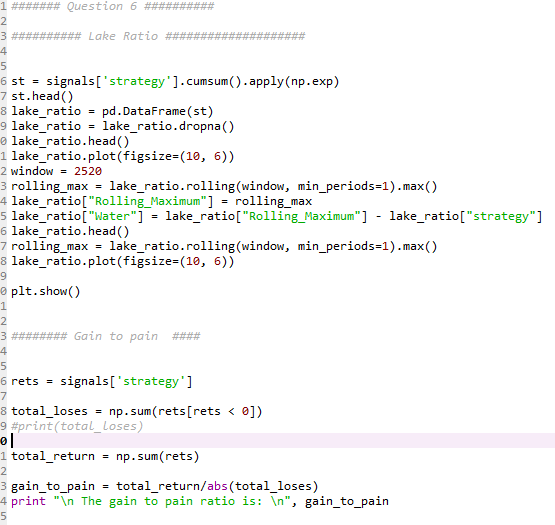 1 ####### Question 6 ##########
2
3 ########## Lake Ratio ####################
4
5
6 st = signals['strategy'].cumsum().apply(np.exp)
7 st.head()
8 lake_ratio = pd.DataFrame(st)
9 lake_ratio = lake_ratio.dropna()
0 lake_ratio.head()
1 lake_ratio.plot(figsize=(10, 6))
2 window = 2520
3 rolling_max = lake_ratio.rolling(window, min_periods=1).max()
4 lake_ratio["Rolling_Maximum"] = rolling_max
5 lake_ratio["Water"] = lake_ratio["Rolling_Maximum"] - lake_ratio["strategy"]
6 lake_ratio.head()
7 rolling_max = lake_ratio.rolling(window, min_periods=1).max()
8 lake_ratio.plot(figsize=(10, 6))
9
0 plt.show()
1
2
3 ######## Gain to pain  ####
4
5
6 rets = signals['strategy']
7
8 total_loses = np.sum(rets[rets < 0])
9 #print(total_loses)
0
1 total_return = np.sum(rets)
2
3 gain_to_pain = total_return/abs(total_loses)
4 print "\n The gain to pain ratio is: \n", gain_to_pain
5